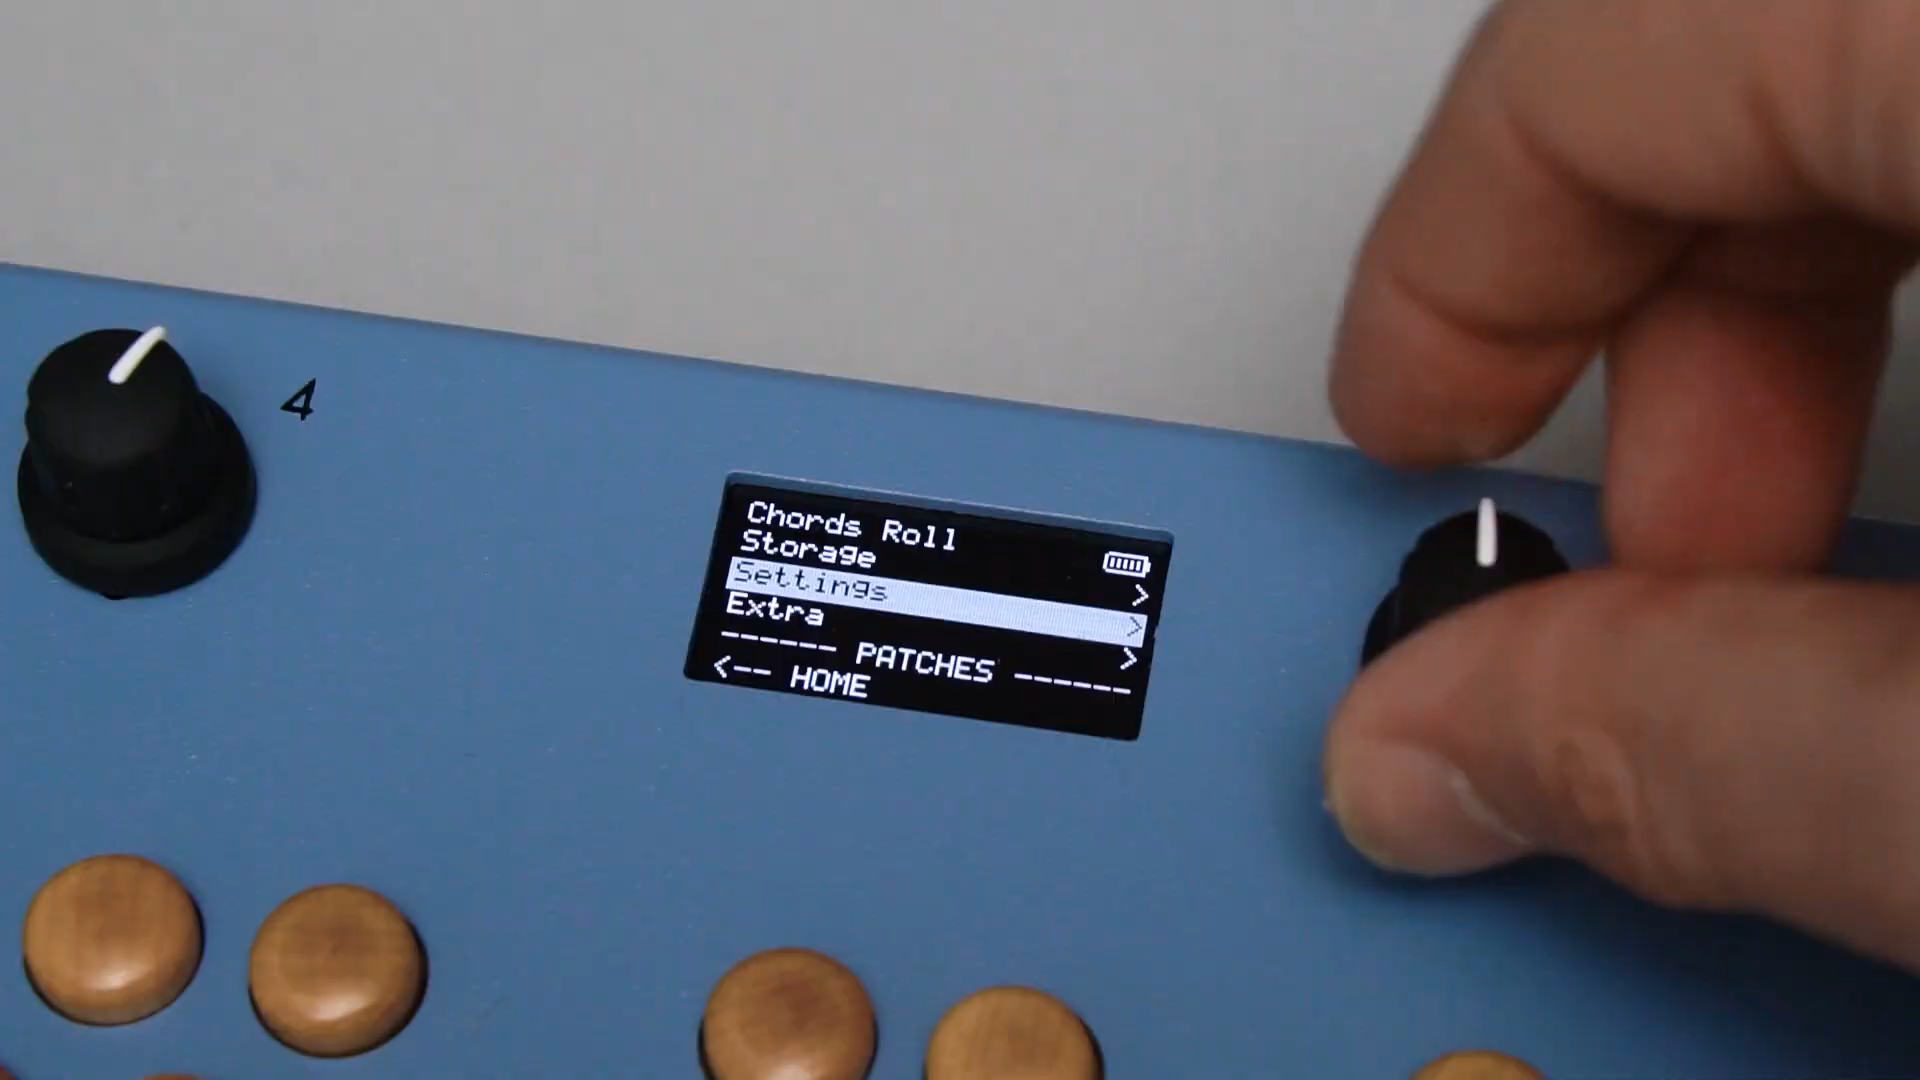 4
Chords Roll
Storage >
Settings >
Extra >
------ PATCHES ------
<-- HOME